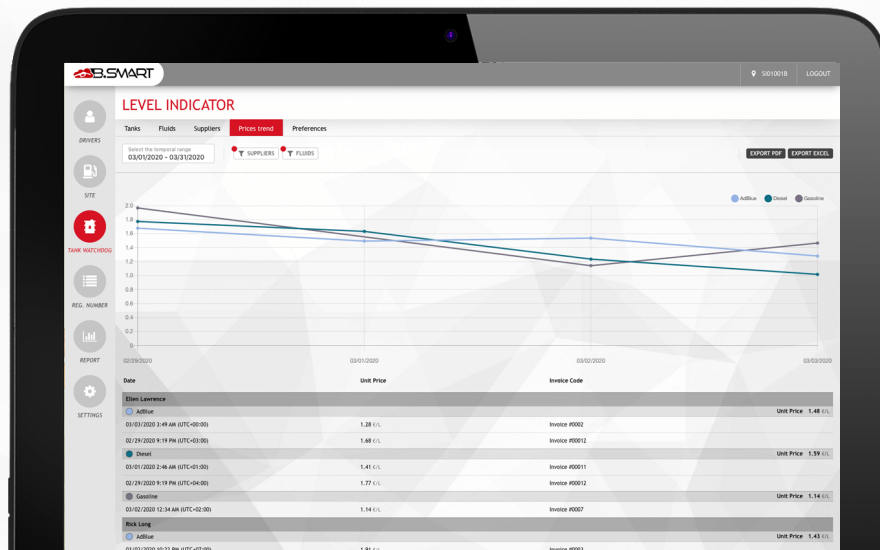 B.SMART
SI010018 LOGOUT
LEVEL INDICATOR
Tanks Fluids Suppliers Prices trend Preferences
Select the temporal range
03/01/2020 - 03/31/2020
SUPPLIERS FLUIDS EXPORT PDF EXPORT EXCEL
DRIVERS
SITE
TANK WATCHDOG
REG. NUMBER
REPORT
SETTINGS
AdBlue Diesel Gasoline
2.0
1.8
1.6
1.4
1.2
1.0
0.8
0.6
0.4
0.2
0
02/29/2020 03/01/2020 03/02/2020 03/03/2020
Date Unit Price Invoice Code
Ellen Lawrence
AdBlue Unit Price 1.48 €/L
03/03/2020 3:49 AM (UTC+00:00) 1.28 €/L Invoice #0002
02/29/2020 9:19 PM (UTC+03:00) 1.68 €/L Invoice #00012
Diesel Unit Price 1.59 €/L
03/01/2020 2:46 AM (UTC+01:00) 1.41 €/L Invoice #00011
02/29/2020 9:19 PM (UTC+04:00) 1.77 €/L Invoice #00012
Gasoline Unit Price 1.14 €/L
03/02/2020 12:34 AM (UTC+02:00) 1.14 €/L Invoice #0007
Rick Long
AdBlue Unit Price 1.43 €/L